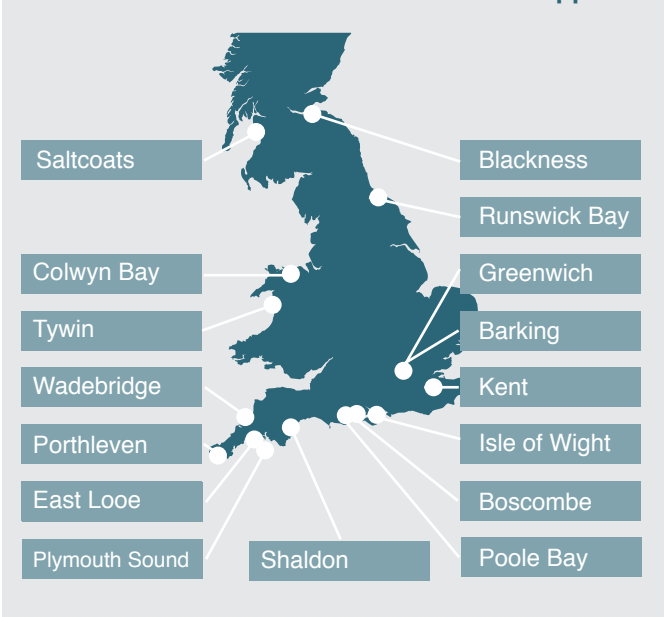 Saltcoats
Blackness
Runswick Bay
Colwyn Bay
Greenwich
Tywin
Barking
Wadebridge
Kent
Porthleven
Isle of Wight
East Looe
Boscombe
Plymouth Sound
Shaldon
Poole Bay